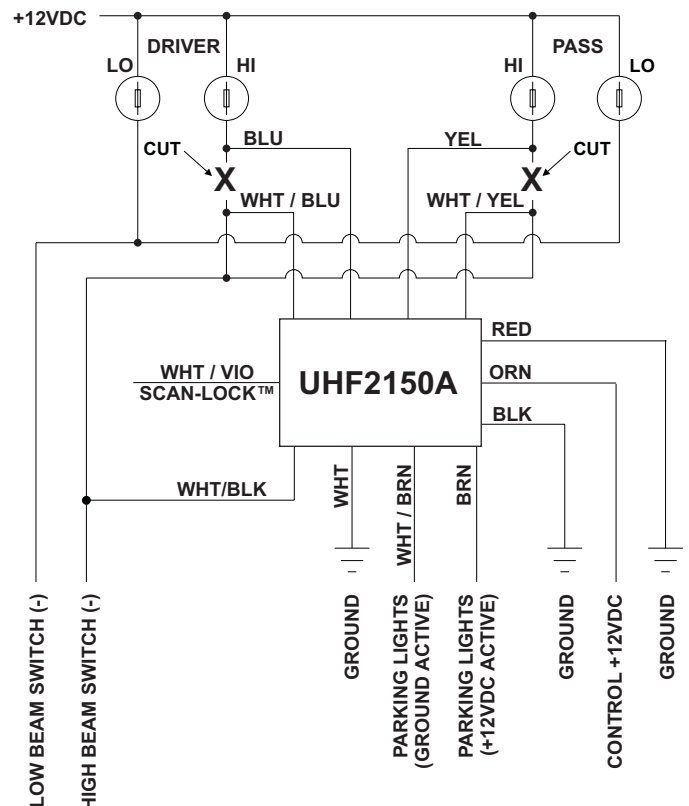 +12VDC
DRIVER
PASS
LO
HI
HI
LO
BLU
YEL
CUT
X
X
CUT
WHT / BLU
WHT / YEL
RED
WHT / VIO
SCAN-LOCK™
UHF2150A
ORN
BLK
WHT/BLK
WHT
WHT / BRN
BRN
LOW BEAM SWITCH (-)
HIGH BEAM SWITCH (-)
GROUND
PARKING LIGHTS
(GROUND ACTIVE)
PARKING LIGHTS
(+12VDC ACTIVE)
GROUND
CONTROL +12VDC
GROUND